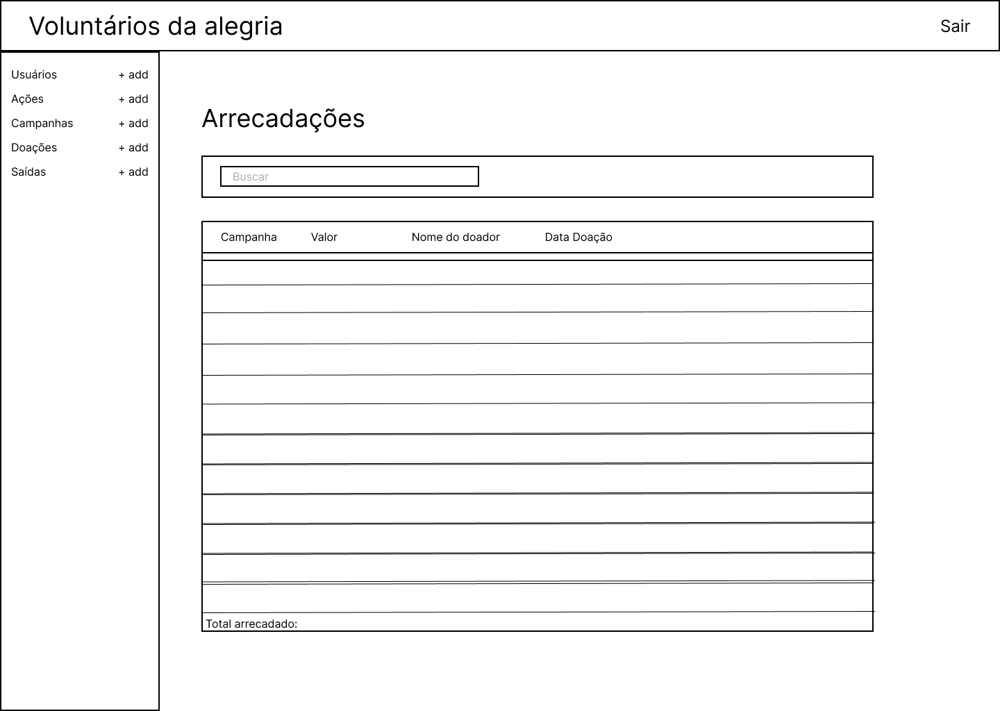 Voluntários da alegria Sair
Usuários + add
Ações + add
Campanhas + add
Doações + add
Saídas + add
Arrecadações
Buscar
Campanha Valor Nome do doador Data Doação
Total arrecadado: